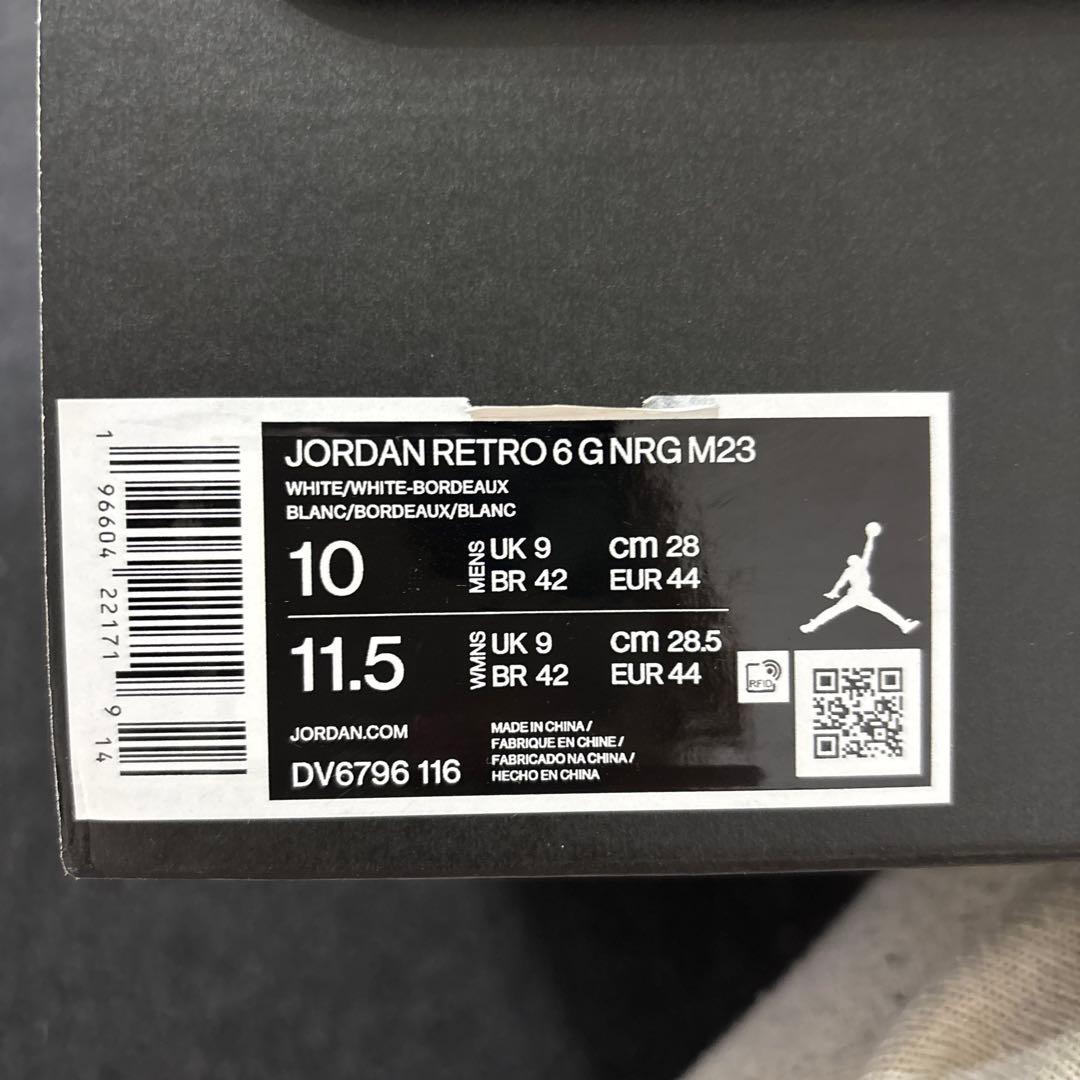 JORDAN RETRO 6 G NRG M23
WHITE/WHITE-BORDEAUX
BLANC/BORDEAUX/BLANC
10 MENS UK 9 cm 28
BR 42 EUR 44
11.5 WMNS UK 9 cm 28.5
BR 42 EUR 44
RFID
JORDAN.COM
DV6796 116
MADE IN CHINA /
FABRIQUE EN CHINE /
FABRICADO NA CHINA /
HECHO EN CHINA
1 96604 22171 9 14